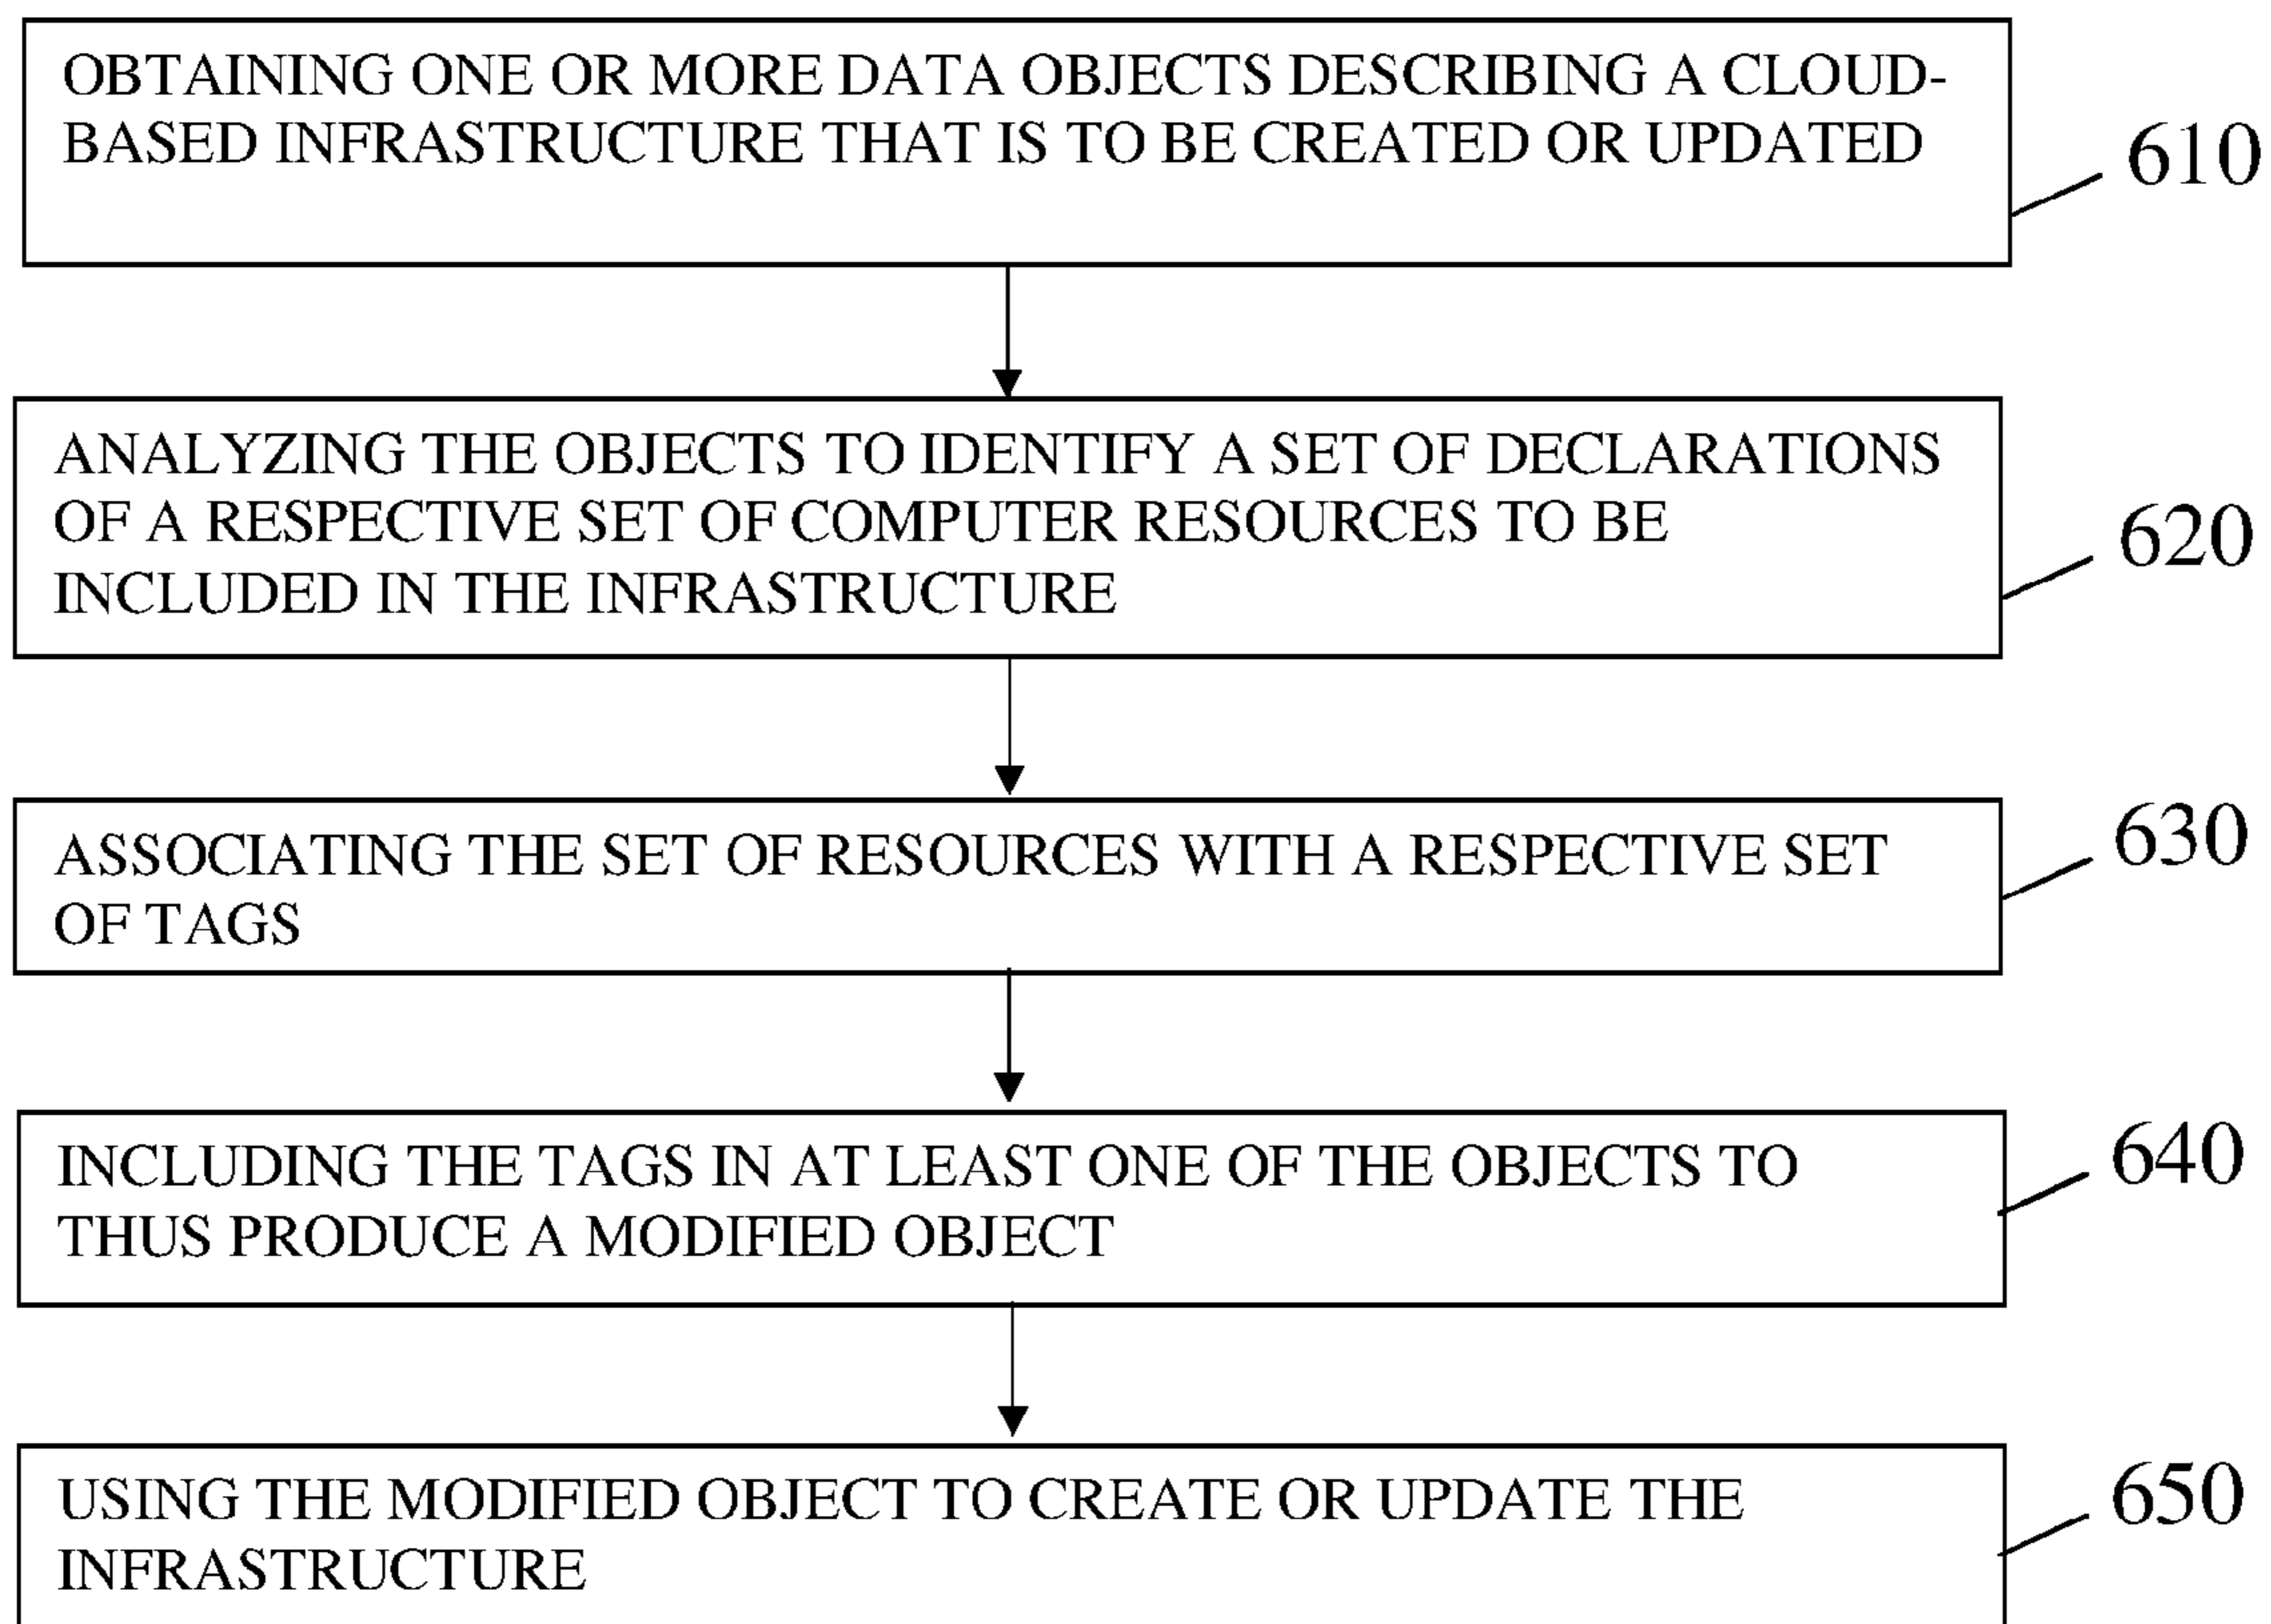 OBTAINING ONE OR MORE DATA OBJECTS DESCRIBING A CLOUD-
BASED INFRASTRUCTURE THAT IS TO BE CREATED OR UPDATED
610
ANALYZING THE OBJECTS TO IDENTIFY A SET OF DECLARATIONS
OF A RESPECTIVE SET OF COMPUTER RESOURCES TO BE
INCLUDED IN THE INFRASTRUCTURE
620
ASSOCIATING THE SET OF RESOURCES WITH A RESPECTIVE SET
OF TAGS
630
INCLUDING THE TAGS IN AT LEAST ONE OF THE OBJECTS TO
THUS PRODUCE A MODIFIED OBJECT
640
USING THE MODIFIED OBJECT TO CREATE OR UPDATE THE
INFRASTRUCTURE
650